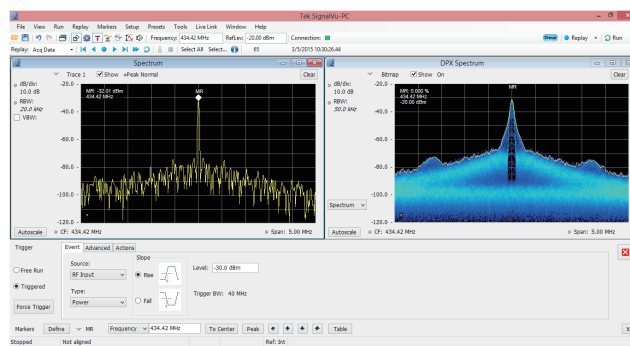 Tek SignalVu-PC
File View Run Replay Markers Setup Presets Tools Live Link Window Help
Frequency: 434.42 MHz RefLev: -20.00 dBm Connection: Preset Replay Run
Replay: Acq Data Select All Select... 65 3/5/2015 10:30:26.44
Spectrum
Trace 1 Show +Peak Normal Clear
dB/div: 10.0 dB
RBW: 20.0 kHz
VBW:
-20.0
-40.0
-60.0
-80.0
-100.0
-120.0
MR: -32.01 dBm
434.42 MHz
MR
Autoscale CF: 434.42 MHz Span: 5.00 MHz
DPX Spectrum
Bitmap Show On Clear
dB/div: 10.0 dB
RBW: 50.0 kHz
Spectrum
-20.0
-40.0
-60.0
-80.0
-100.0
-120.0
MR: 0.000 %
434.42 MHz
-20.00 dBm
MR
Autoscale CF: 434.42 MHz Span: 5.00 MHz
Trigger
Free Run
Triggered
Force Trigger
Event Advanced Actions
Source:
RF Input
Type:
Power
Slope
Rise
Fall
Level: -30.0 dBm
Trigger BW: 40 MHz
Markers Define MR Frequency 434.42 MHz To Center Peak Table X
Stopped Not aligned Ref: Int